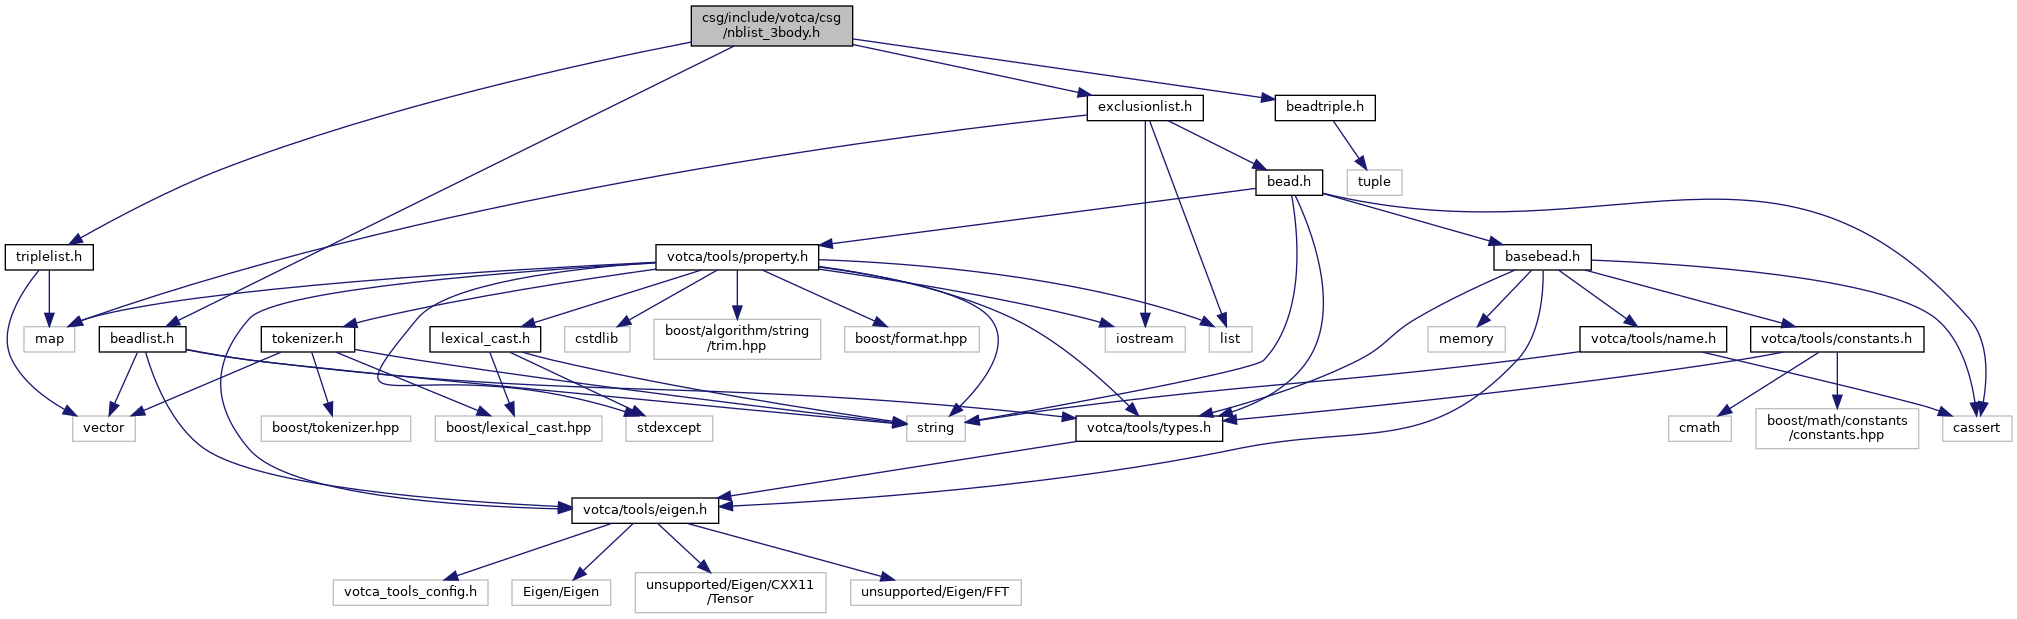 csg/include/votca/csg
/nblist_3body.h
exclusionlist.h
beadtriple.h
bead.h
tuple
triplelist.h
votca/tools/property.h
basebead.h
map
beadlist.h
tokenizer.h
lexical_cast.h
cstdlib
boost/algorithm/string
/trim.hpp
boost/format.hpp
iostream
list
memory
votca/tools/name.h
votca/tools/constants.h
vector
boost/tokenizer.hpp
boost/lexical_cast.hpp
stdexcept
string
votca/tools/types.h
cmath
boost/math/constants
/constants.hpp
cassert
votca/tools/eigen.h
votca_tools_config.h
Eigen/Eigen
unsupported/Eigen/CXX11
/Tensor
unsupported/Eigen/FFT